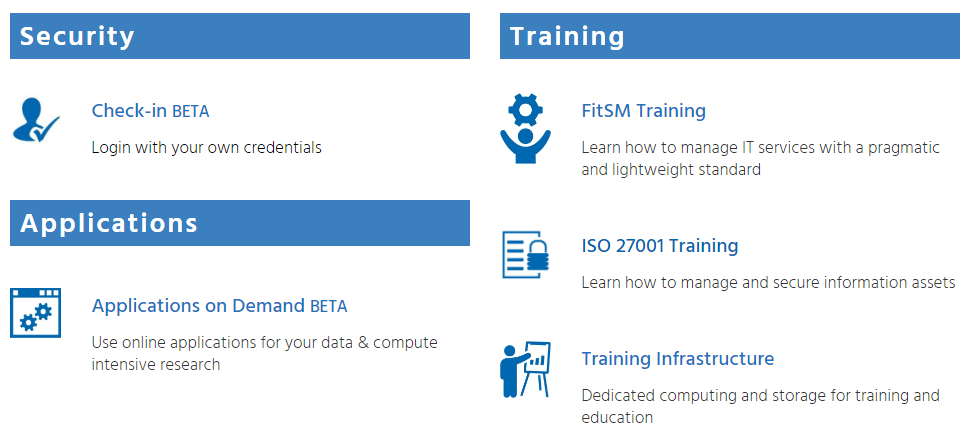 Security
Check-in BETA
Login with your own credentials
Applications
Applications on Demand BETA
Use online applications for your data & compute
intensive research
Training
FitSM Training
Learn how to manage IT services with a pragmatic
and lightweight standard
ISO 27001 Training
Learn how to manage and secure information assets
Training Infrastructure
Dedicated computing and storage for training and
education